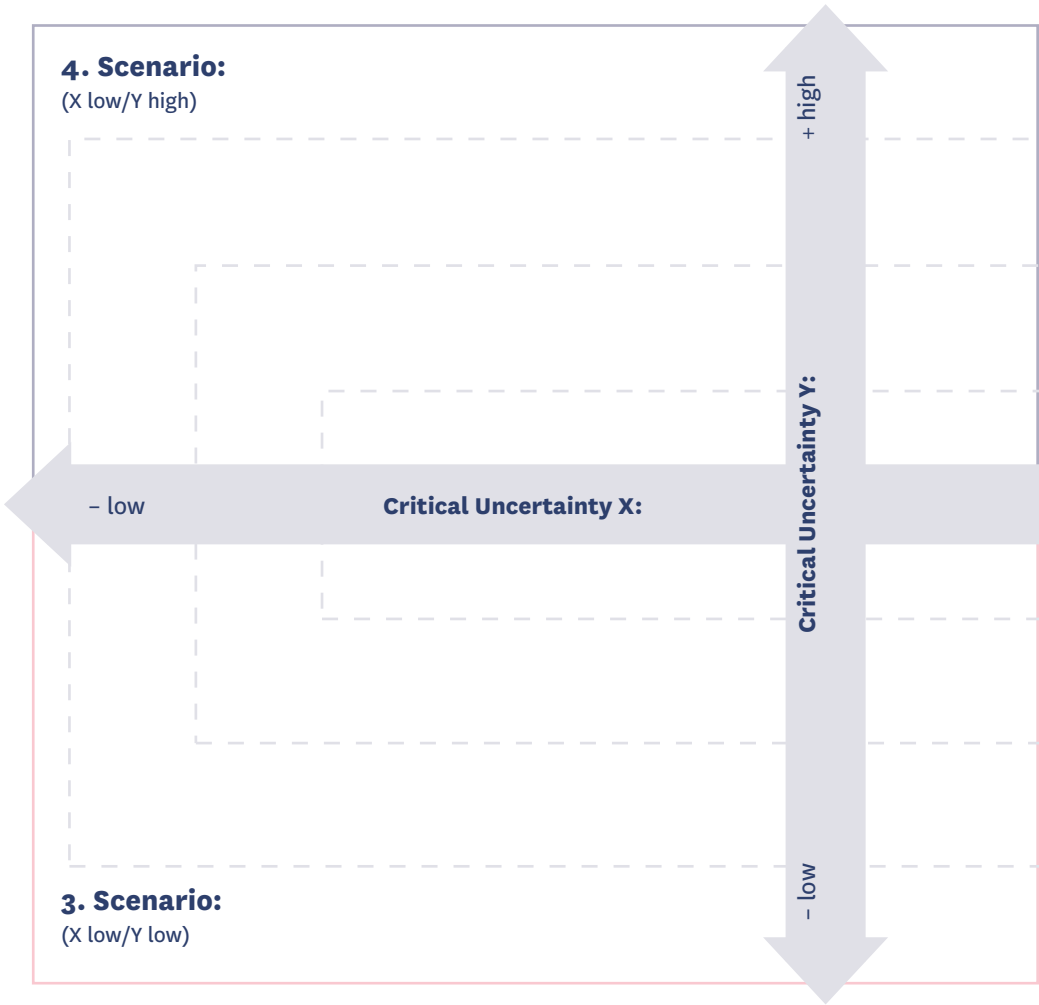 4. Scenario:
(X low/Y high)
+ high
– low
Critical Uncertainty X:
Critical Uncertainty Y:
– low
3. Scenario:
(X low/Y low)